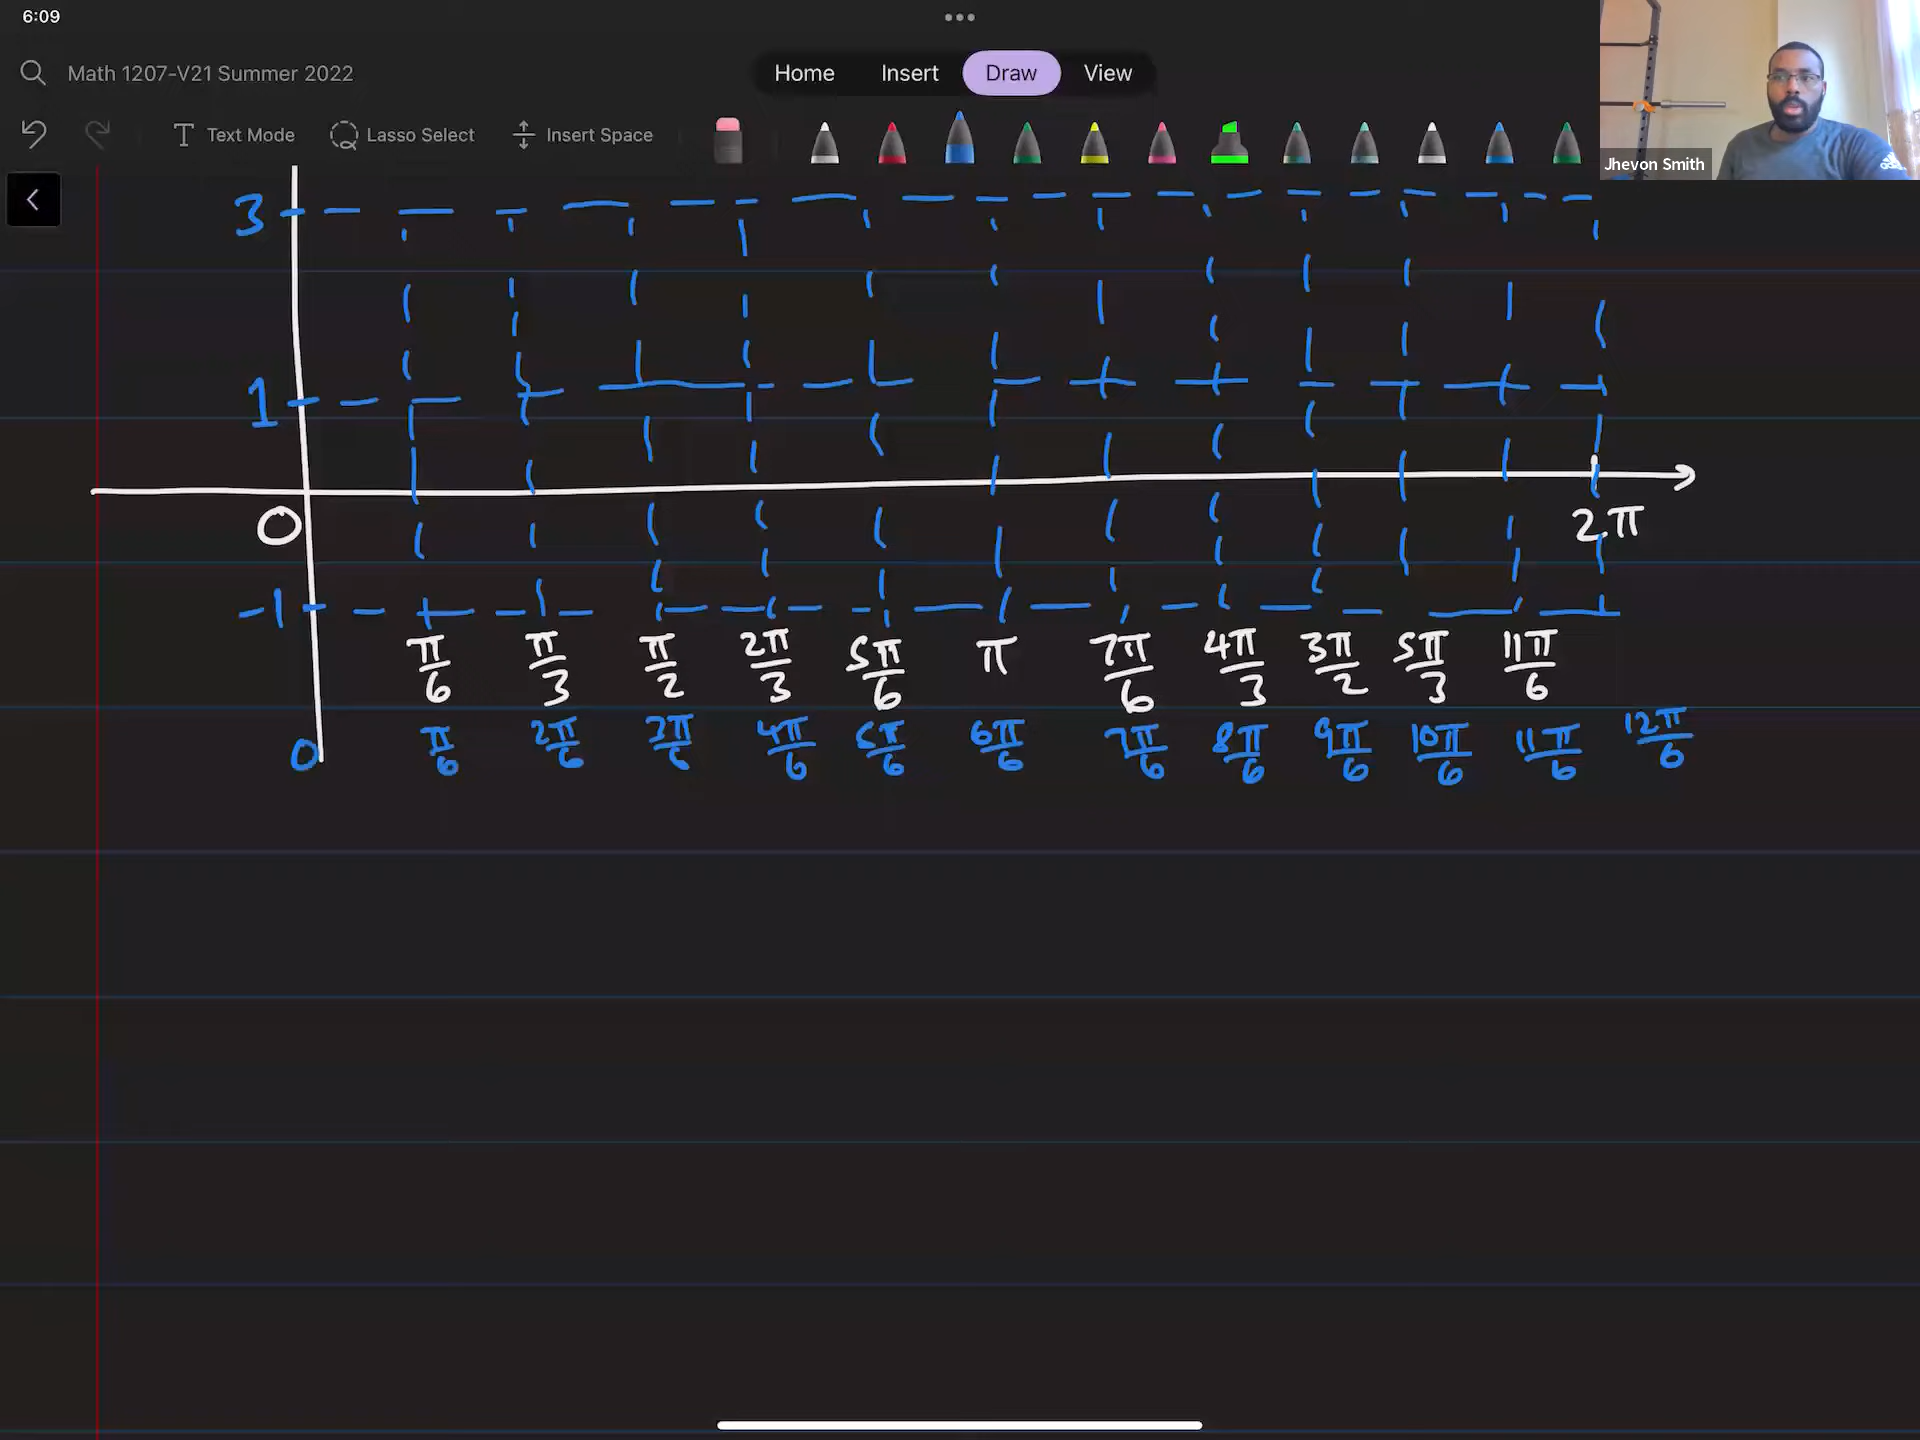 6:09
Math 1207-V21 Summer 2022
Home Insert Draw View
Text Mode Lasso Select Insert Space
Jhevon Smith
3
1
0 2π
-1
π/6 π/3 π/2 2π/3 5π/6 π 7π/6 4π/3 3π/2 5π/3 11π/6
0 π/6 2π/6 3π/6 4π/6 5π/6 6π/6 7π/6 8π/6 9π/6 10π/6 11π/6 12π/6